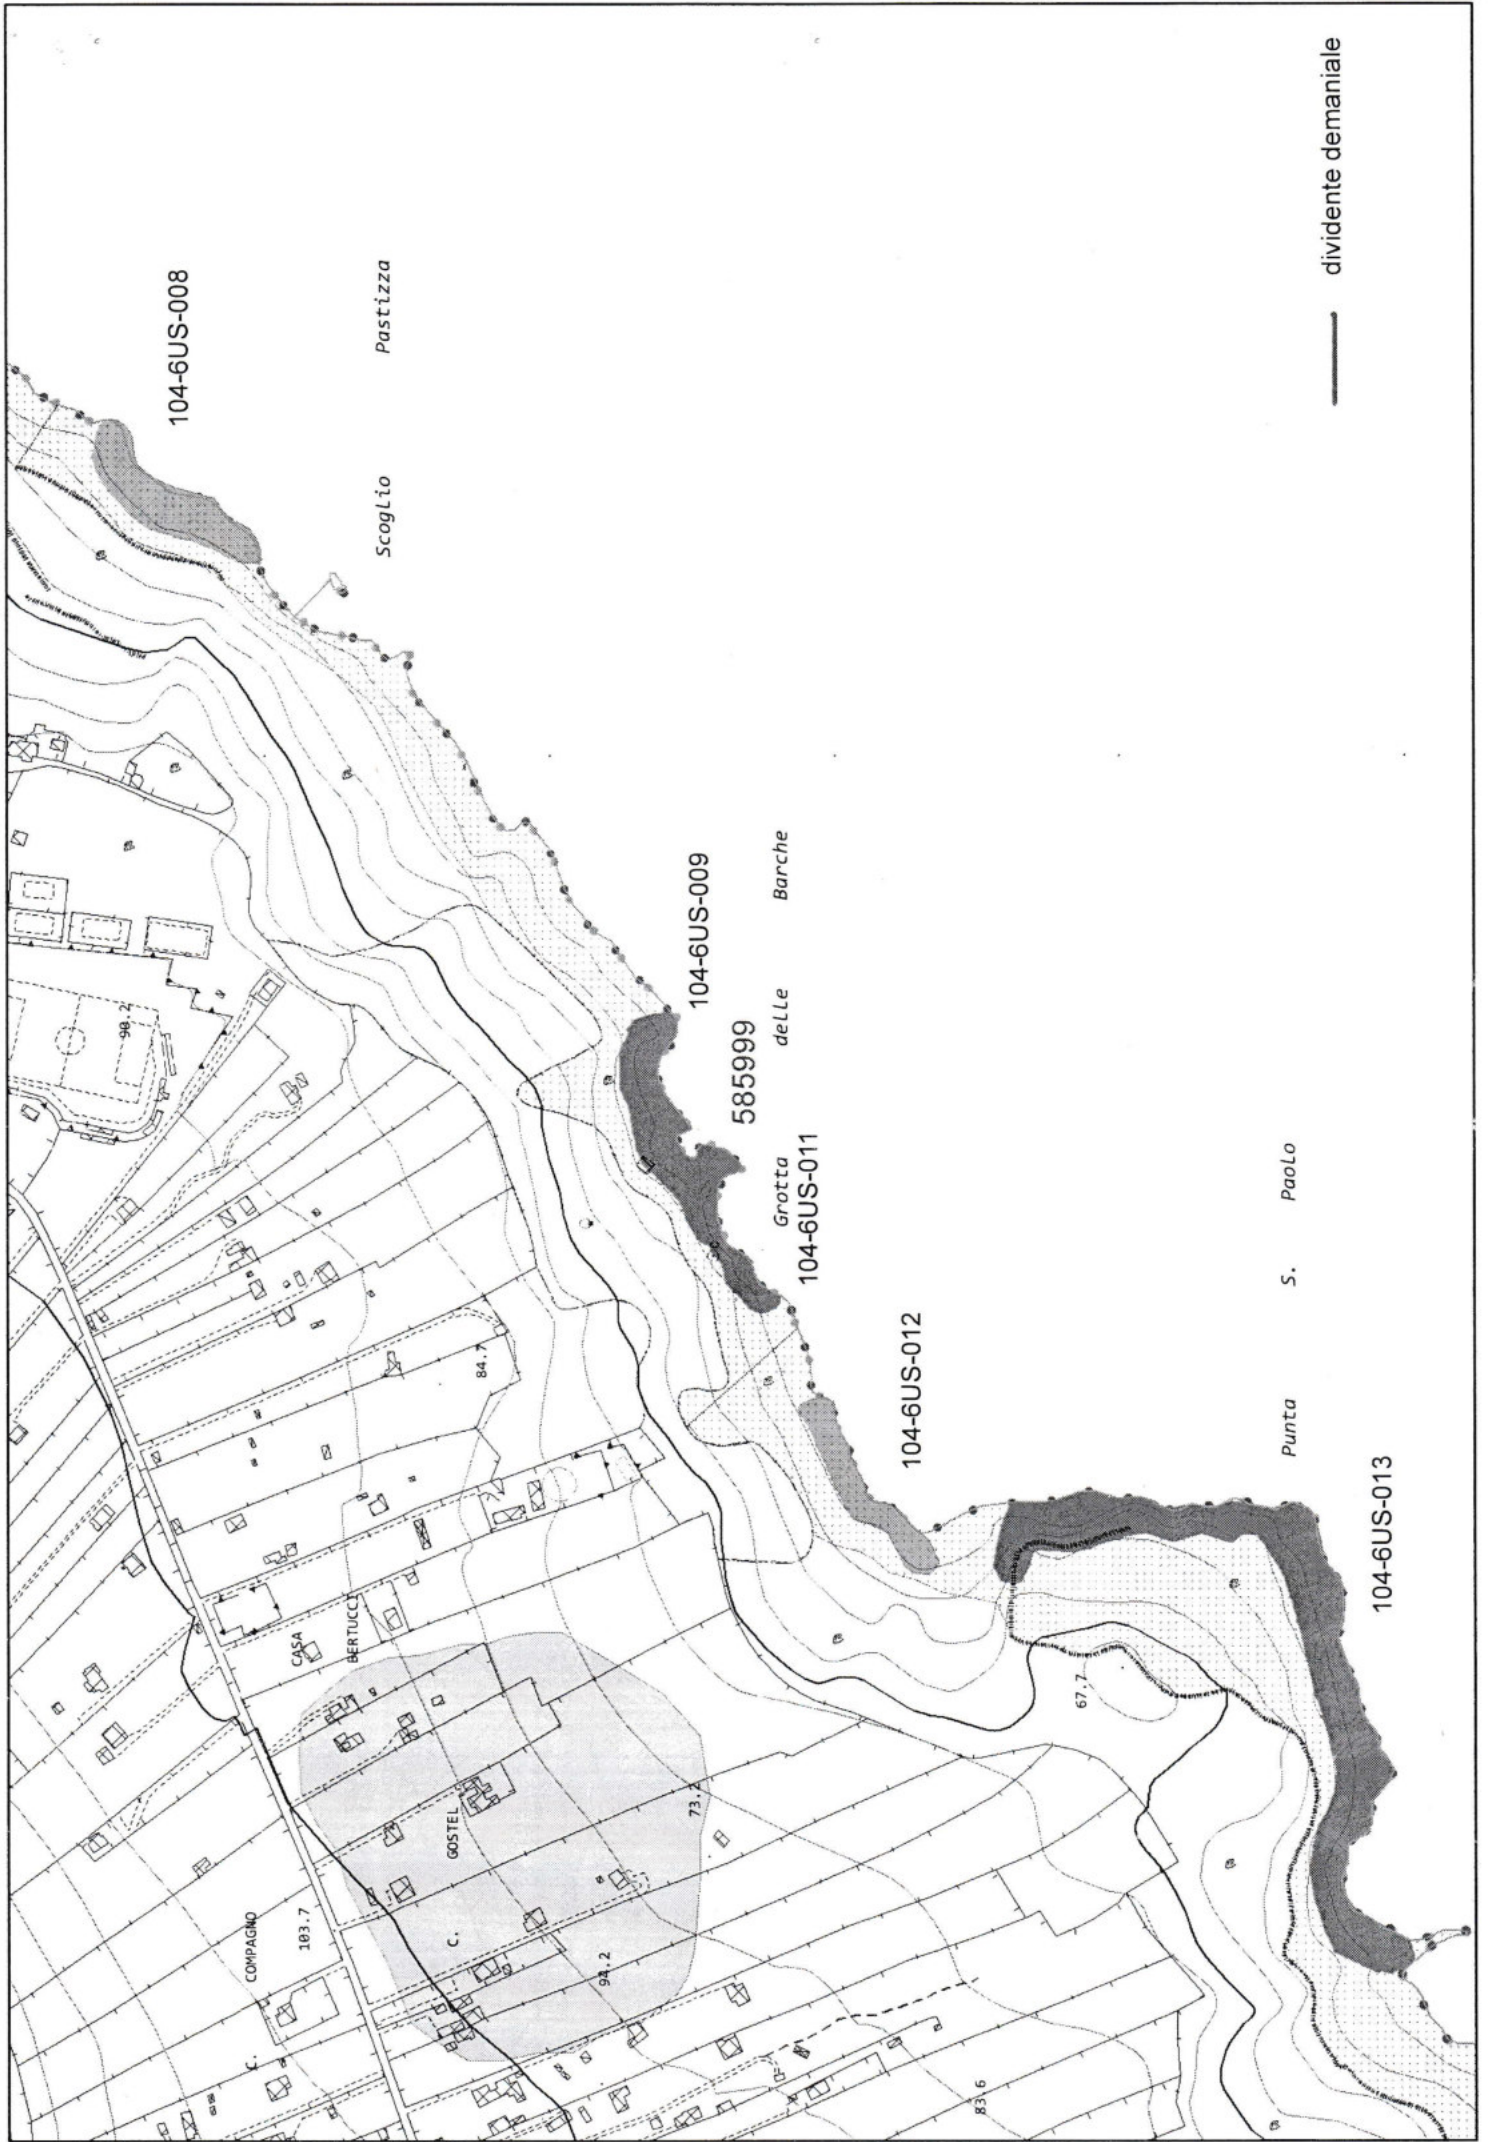 104-6US-008
Scoglio Pastizza
104-6US-009
585999
Grotta delle Barche
104-6US-011
104-6US-012
Punta S. Paolo
104-6US-013
dividente demaniale
90.2
84.7
CASA
BERTUCCI
C. GOSTEL
73.2
94.2
C. COMPAGNO
103.7
67.7
83.6